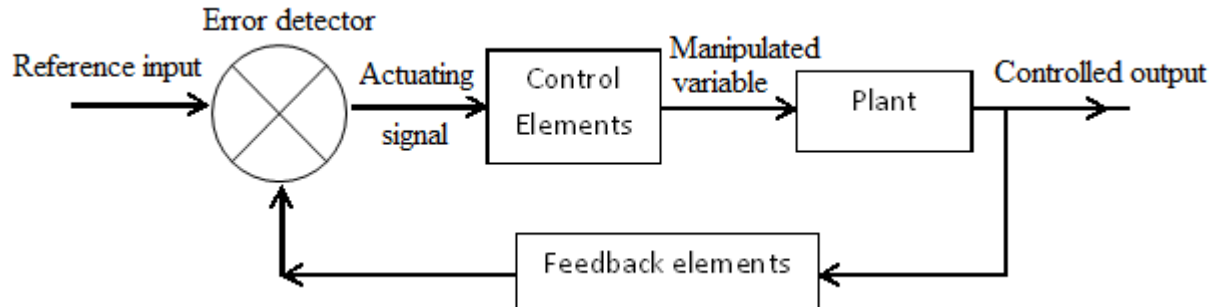 Error detector
Reference input
Actuating
signal
Control
Elements
Manipulated
variable
Plant
Controlled output
Feedback elements